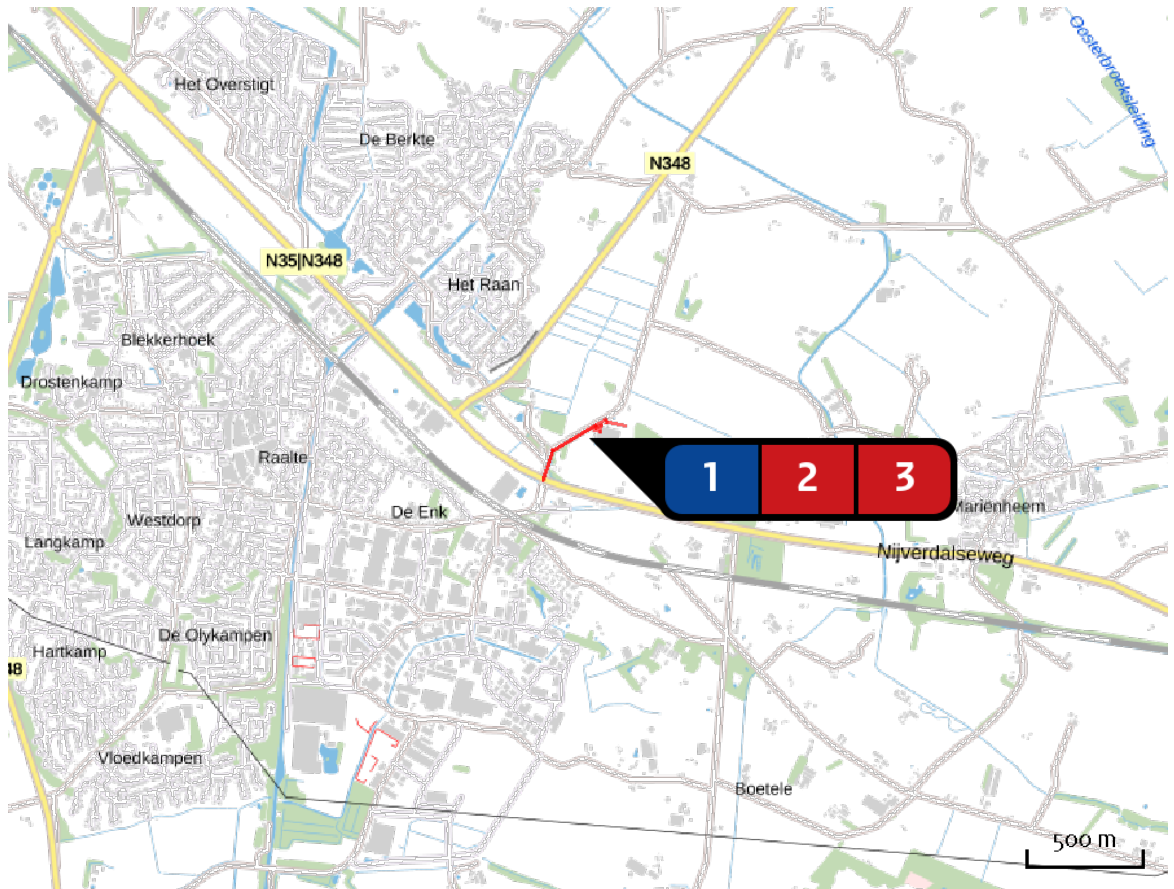 Oosterbroeksleiding
Het Overstigt
De Berkte
N348
N35|N348
Het Raan
Blekkerhoek
Drostenkamp
Raalte
1 2 3
Mariënheem
De Enk
Westdorp
Langkamp
Nijverdalseweg
De Olykampen
Hartkamp
48
Vloedkampen
Boetele
500 m